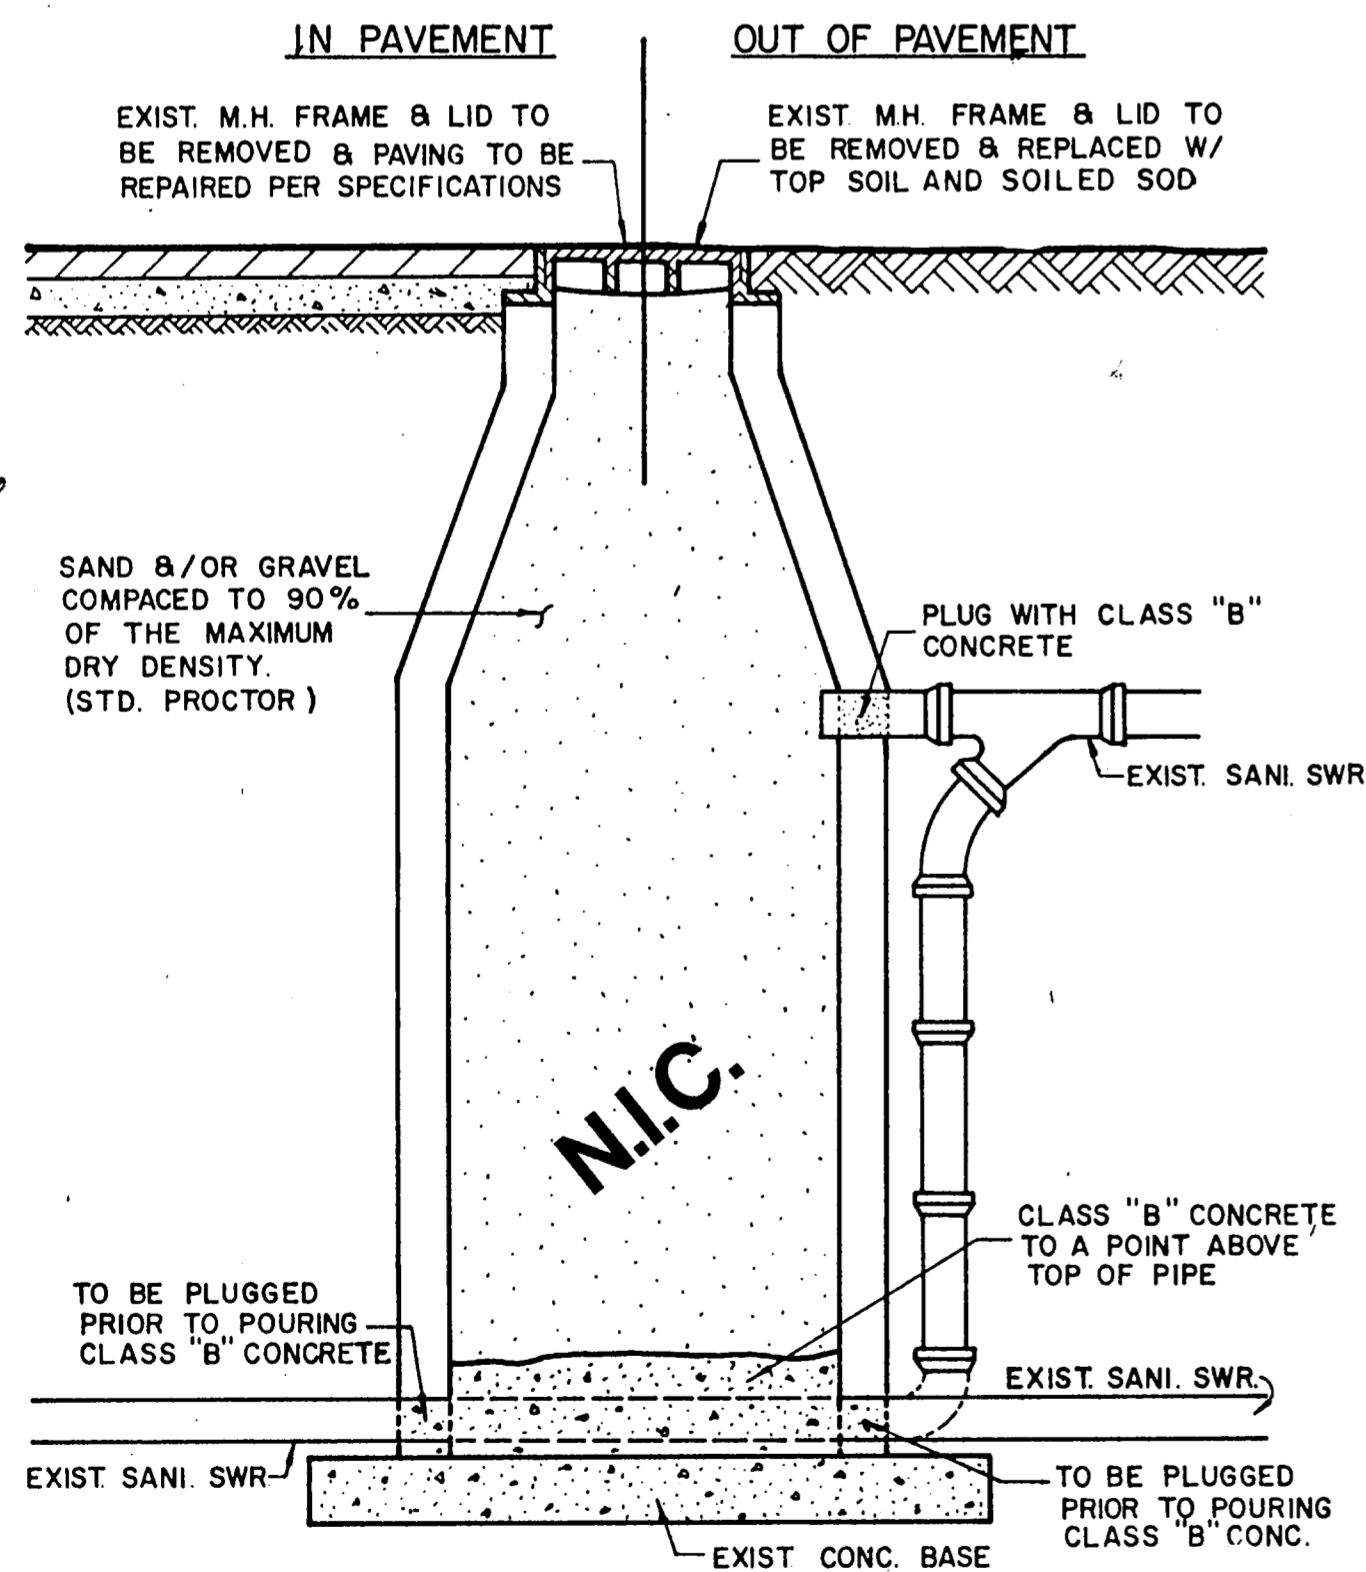 IN PAVEMENT
OUT OF PAVEMENT
EXIST. M.H. FRAME & LID TO
BE REMOVED & PAVING TO BE
REPAIRED PER SPECIFICATIONS
EXIST. M.H. FRAME & LID TO
BE REMOVED & REPLACED W/
TOP SOIL AND SOILED SOD
SAND &/OR GRAVEL
COMPACED TO 90%
OF THE MAXIMUM
DRY DENSITY.
(STD. PROCTOR)
PLUG WITH CLASS "B"
CONCRETE
EXIST. SANI. SWR
N.I.C.
CLASS "B" CONCRETE
TO A POINT ABOVE
TOP OF PIPE
TO BE PLUGGED
PRIOR TO POURING
CLASS "B" CONCRETE
EXIST. SANI. SWR.
EXIST. SANI. SWR
TO BE PLUGGED
PRIOR TO POURING
CLASS "B" CONC.
EXIST CONC. BASE